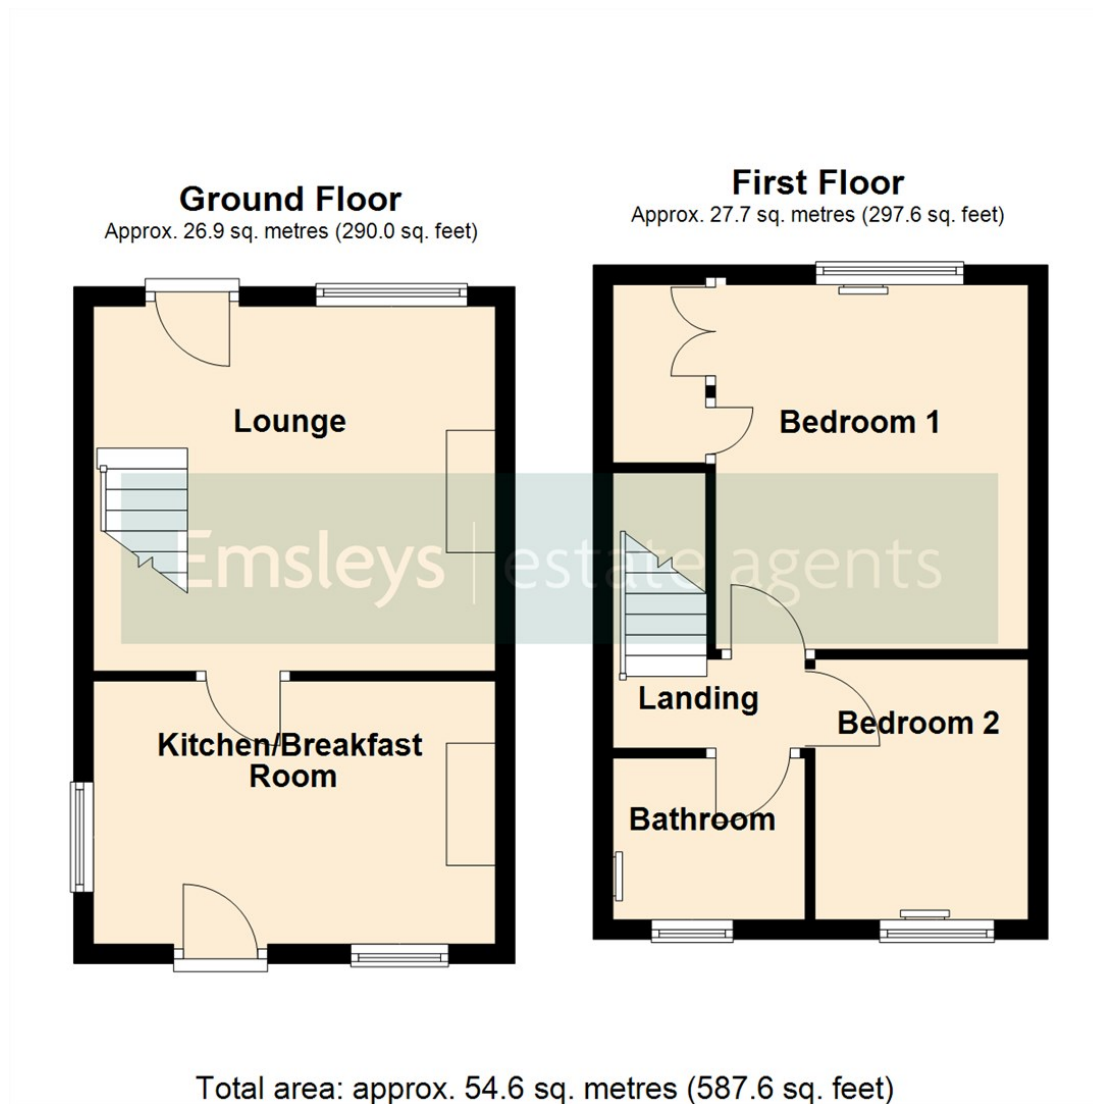 Ground Floor
Approx. 26.9 sq. metres (290.0 sq. feet)
First Floor
Approx. 27.7 sq. metres (297.6 sq. feet)
Lounge
Bedroom 1
Emsleys | estate agents
Landing
Bedroom 2
Kitchen/Breakfast
Room
Bathroom
Total area: approx. 54.6 sq. metres (587.6 sq. feet)